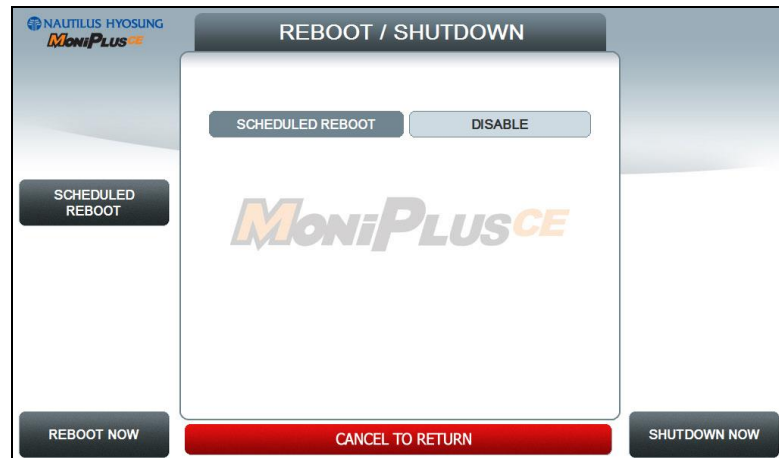 NAUTILUS HYOSUNG
MONiPLUSCE
REBOOT / SHUTDOWN
SCHEDULED REBOOT
DISABLE
SCHEDULED
REBOOT
MONiPLUSCE
REBOOT NOW
CANCEL TO RETURN
SHUTDOWN NOW